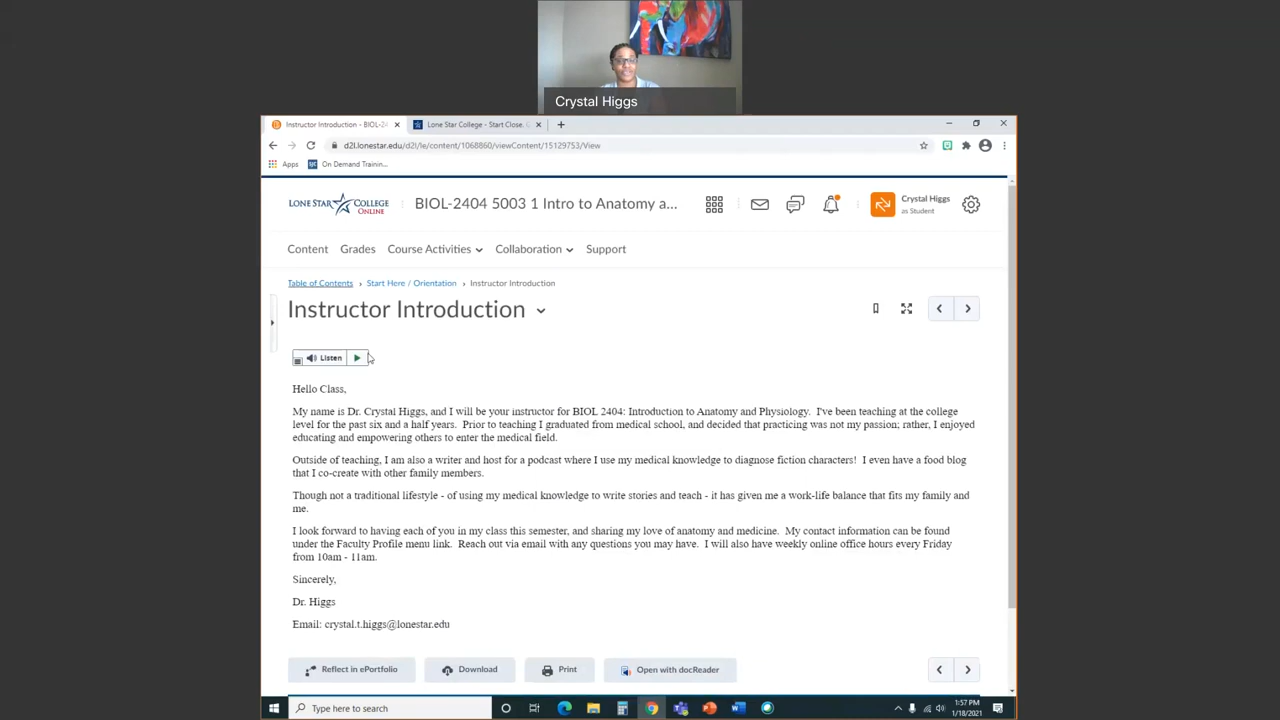 Crystal Higgs
Instructor Introduction - BIOL-24
Lone Star College - Start Close.
d2l.lonestar.edu/d2l/le/content/1068860/viewContent/15129753/View
Apps
On Demand Trainin...
LONE STAR COLLEGE
ONLINE
BIOL-2404 5003 1 Intro to Anatomy a...
Crystal Higgs
as Student
Content Grades Course Activities Collaboration Support
Table of Contents › Start Here / Orientation › Instructor Introduction
Instructor Introduction
Listen
Hello Class,
My name is Dr. Crystal Higgs, and I will be your instructor for BIOL 2404: Introduction to Anatomy and Physiology. I've been teaching at the college
level for the past six and a half years. Prior to teaching I graduated from medical school, and decided that practicing was not my passion; rather, I enjoyed
educating and empowering others to enter the medical field.
Outside of teaching, I am also a writer and host for a podcast where I use my medical knowledge to diagnose fiction characters! I even have a food blog
that I co-create with other family members.
Though not a traditional lifestyle - of using my medical knowledge to write stories and teach - it has given me a work-life balance that fits my family and
me.
I look forward to having each of you in my class this semester, and sharing my love of anatomy and medicine. My contact information can be found
under the Faculty Profile menu link. Reach out via email with any questions you may have. I will also have weekly online office hours every Friday
from 10am - 11am.
Sincerely,
Dr. Higgs
Email: crystal.t.higgs@lonestar.edu
Reflect in ePortfolio Download Print Open with docReader
Type here to search
1:57 PM
1/18/2021